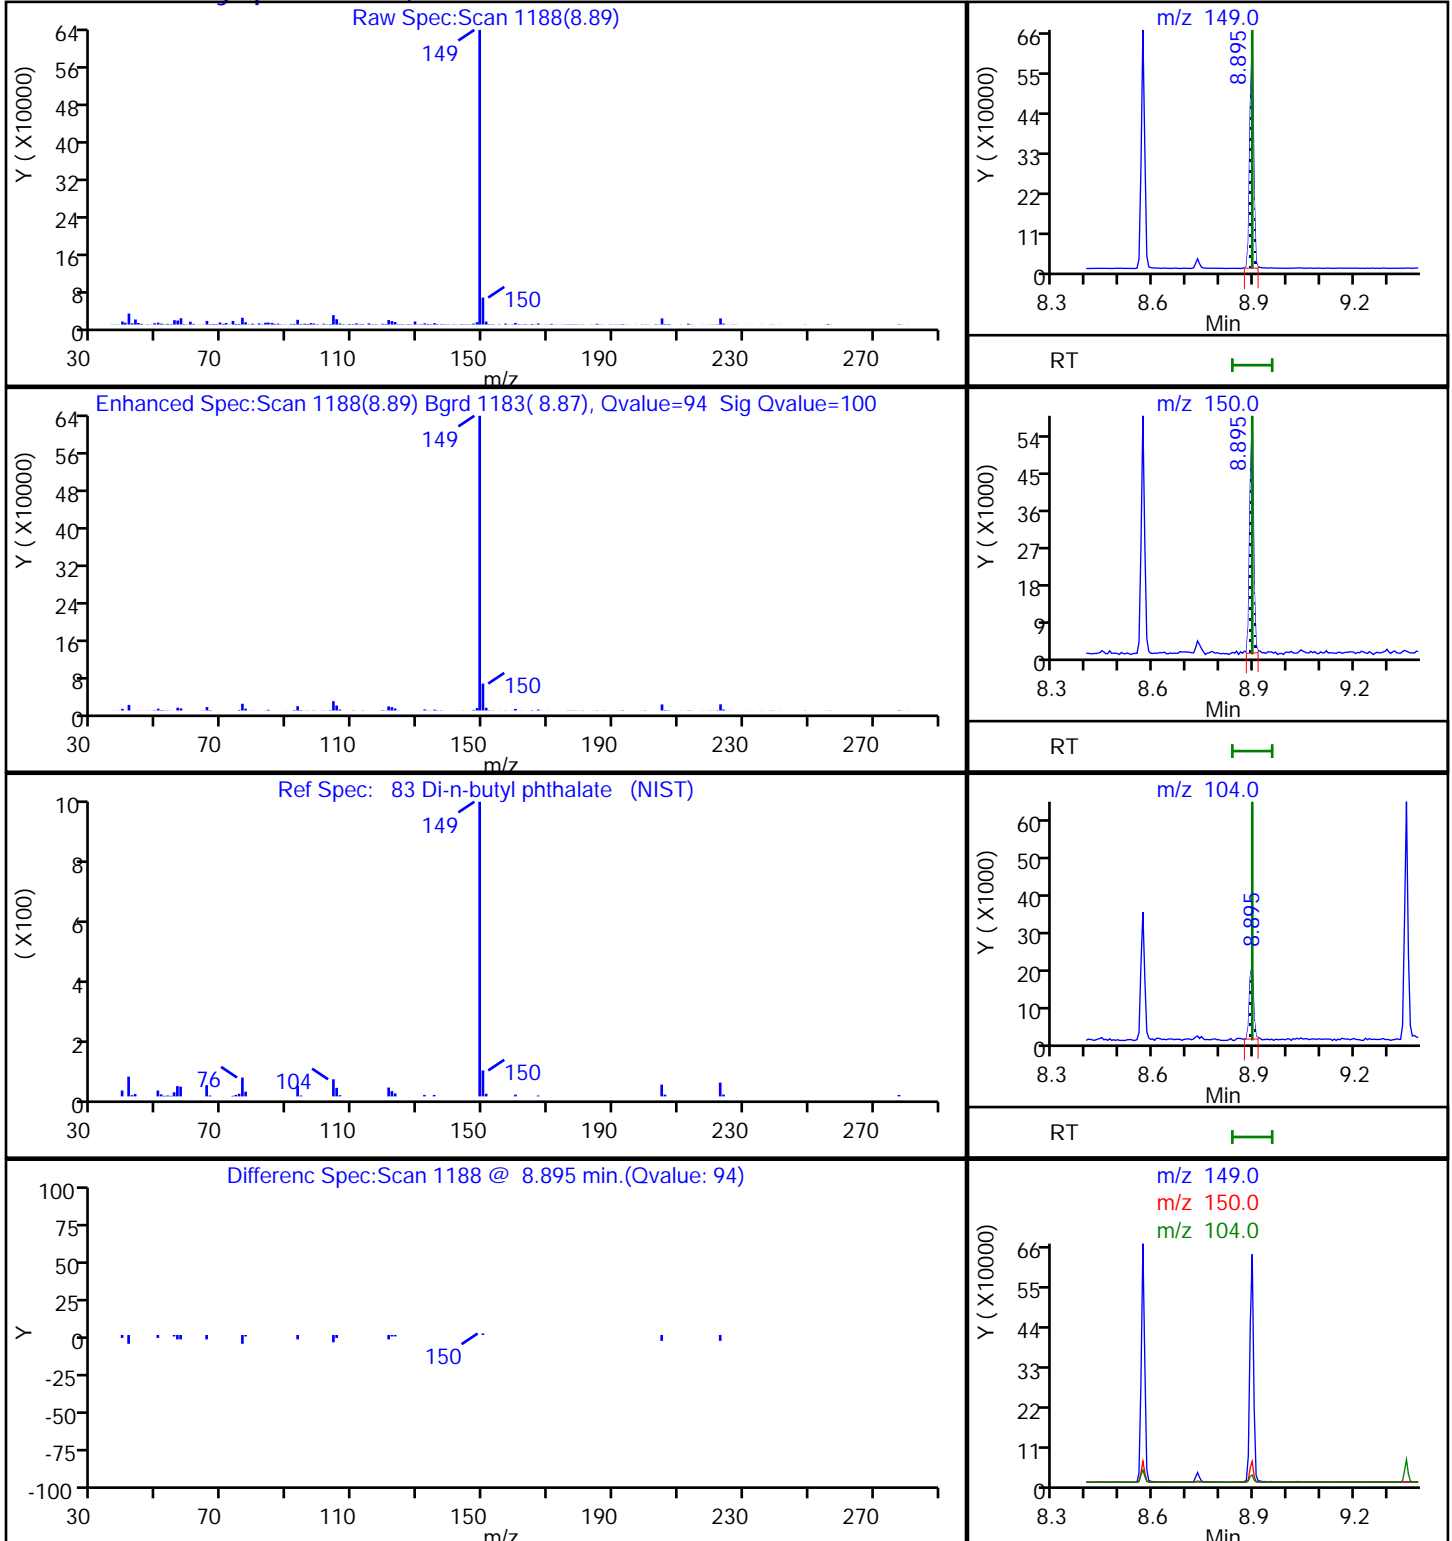 Raw Spec:Scan 1188(8.89)
Y ( X10000)
64
56
48
40
32
24
16
8
0
149
150
30 70 110 150 190 230 270
m/z
m/z 149.0
Y ( X10000)
66
55
44
33
22
11
0
8.895
8.3 8.6 8.9 9.2
Min
RT
Enhanced Spec:Scan 1188(8.89) Bgrd 1183( 8.87), Qvalue=94 Sig Qvalue=100
Y ( X10000)
64
56
48
40
32
24
16
8
0
149
150
30 70 110 150 190 230 270
m/z
m/z 150.0
Y ( X1000)
54
45
36
27
18
9
0
8.895
8.3 8.6 8.9 9.2
Min
RT
Ref Spec: 83 Di-n-butyl phthalate (NIST)
( X100)
10
8
6
4
2
0
149
76
104
150
30 70 110 150 190 230 270
m/z
m/z 104.0
Y ( X1000)
60
50
40
30
20
10
0
8.895
8.3 8.6 8.9 9.2
Min
RT
Differenc Spec:Scan 1188 @ 8.895 min.(Qvalue: 94)
Y
100
75
50
25
0
-25
-50
-75
-100
150
30 70 110 150 190 230 270
m/z
m/z 149.0
m/z 150.0
m/z 104.0
Y ( X10000)
66
55
44
33
22
11
0
8.3 8.6 8.9 9.2
Min